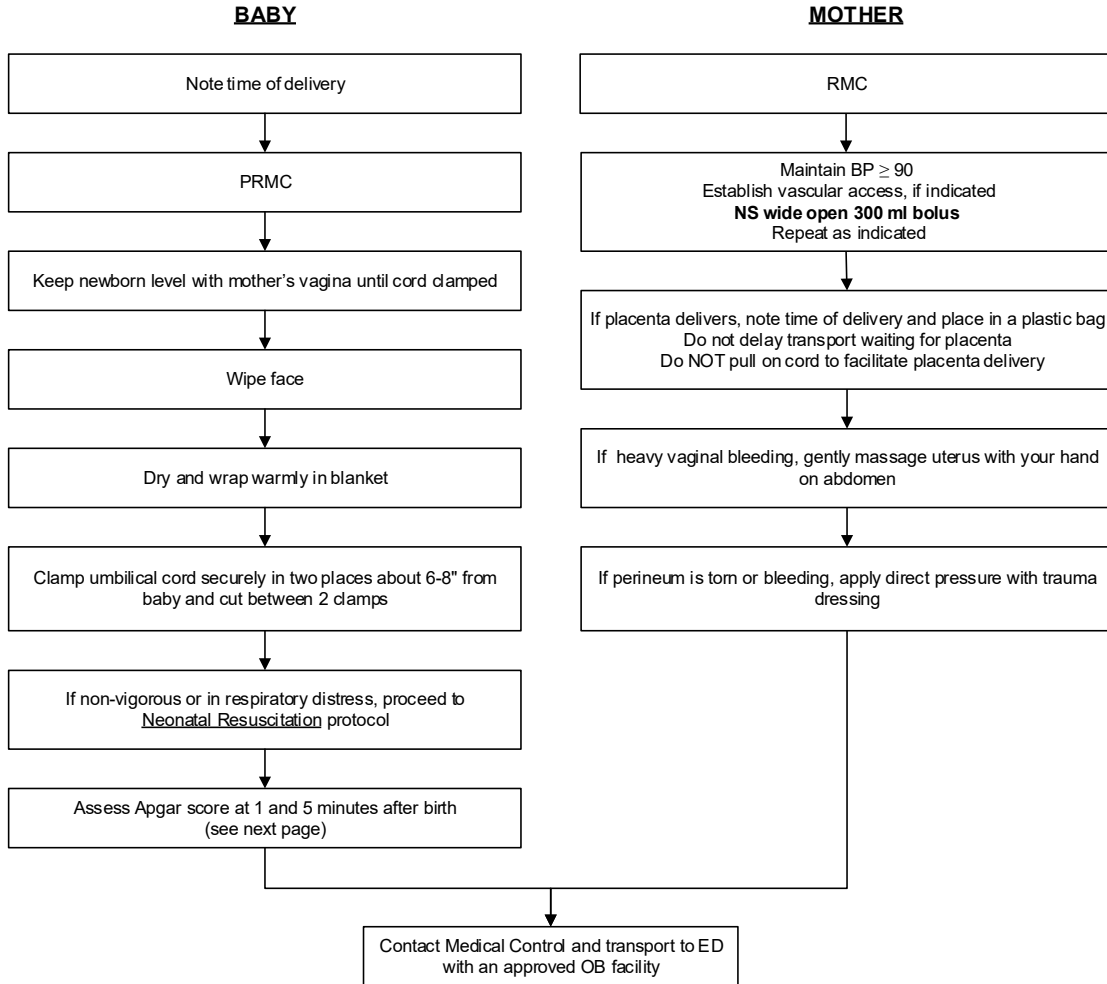 BABY
Note time of delivery
PRMC
Keep newborn level with mother's vagina until cord clamped
Wipe face
Dry and wrap warmly in blanket
Clamp umbilical cord securely in two places about 6-8" from
baby and cut between 2 clamps
If non-vigorous or in respiratory distress, proceed to
Neonatal Resuscitation protocol
Assess Apgar score at 1 and 5 minutes after birth
(see next page)
MOTHER
RMC
Maintain BP ≥ 90
Establish vascular access, if indicated
NS wide open 300 ml bolus
Repeat as indicated
If placenta delivers, note time of delivery and place in a plastic bag
Do not delay transport waiting for placenta
Do NOT pull on cord to facilitate placenta delivery
If heavy vaginal bleeding, gently massage uterus with your hand
on abdomen
If perineum is torn or bleeding, apply direct pressure with trauma
dressing
Contact Medical Control and transport to ED
with an approved OB facility